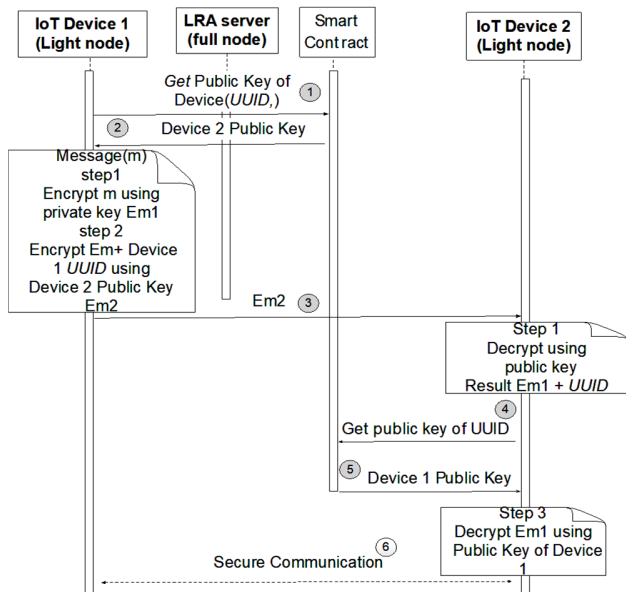 IoT Device 1
(Light node)
LRA server
(full node)
Smart
Contract
IoT Device 2
(Light node)
Get Public Key of
Device(UUID,)
1
2
Device 2 Public Key
Message(m)
step1
Encrypt m using
private key Em1
step 2
Encrypt Em+ Device
1 UUID using
Device 2 Public Key
Em2
Em2
3
Step 1
Decrypt using
public key
Result Em1 + UUID
4
Get public key of UUID
5
Device 1 Public Key
Step 3
Decrypt Em1 using
Public Key of Device
1
6
Secure Communication